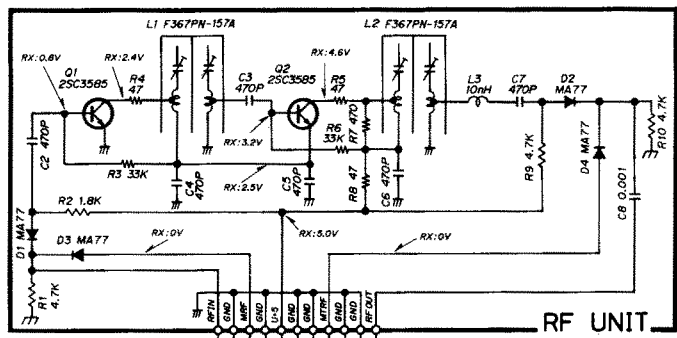 L1 F367PN-157A
L2 F367PN-157A
RX:0.8V
RX:2.4V
Q1
2SC3585
R4
47
C3
470P
Q2
2SC3585
RX:4.6V
R5
47
L3
10nH
C7
470P
D2
MA77
C2 470P
R3 33K
C4
470P
RX:3.2V
RX:2.5V
R6
33K
C5
470P
R7 470
R8 47
C6 470P
R9 4.7K
D4 MA77
R10 4.7K
C8 0.001
R2 1.8K
D1 MA77
D3 MA77
RX:0V
RX:5.0V
RX:0V
R1
4.7K
RFIN
GND
MRF
GND
U+5
GND
GND
MTRF
GND
GND
RFOUT
RF UNIT